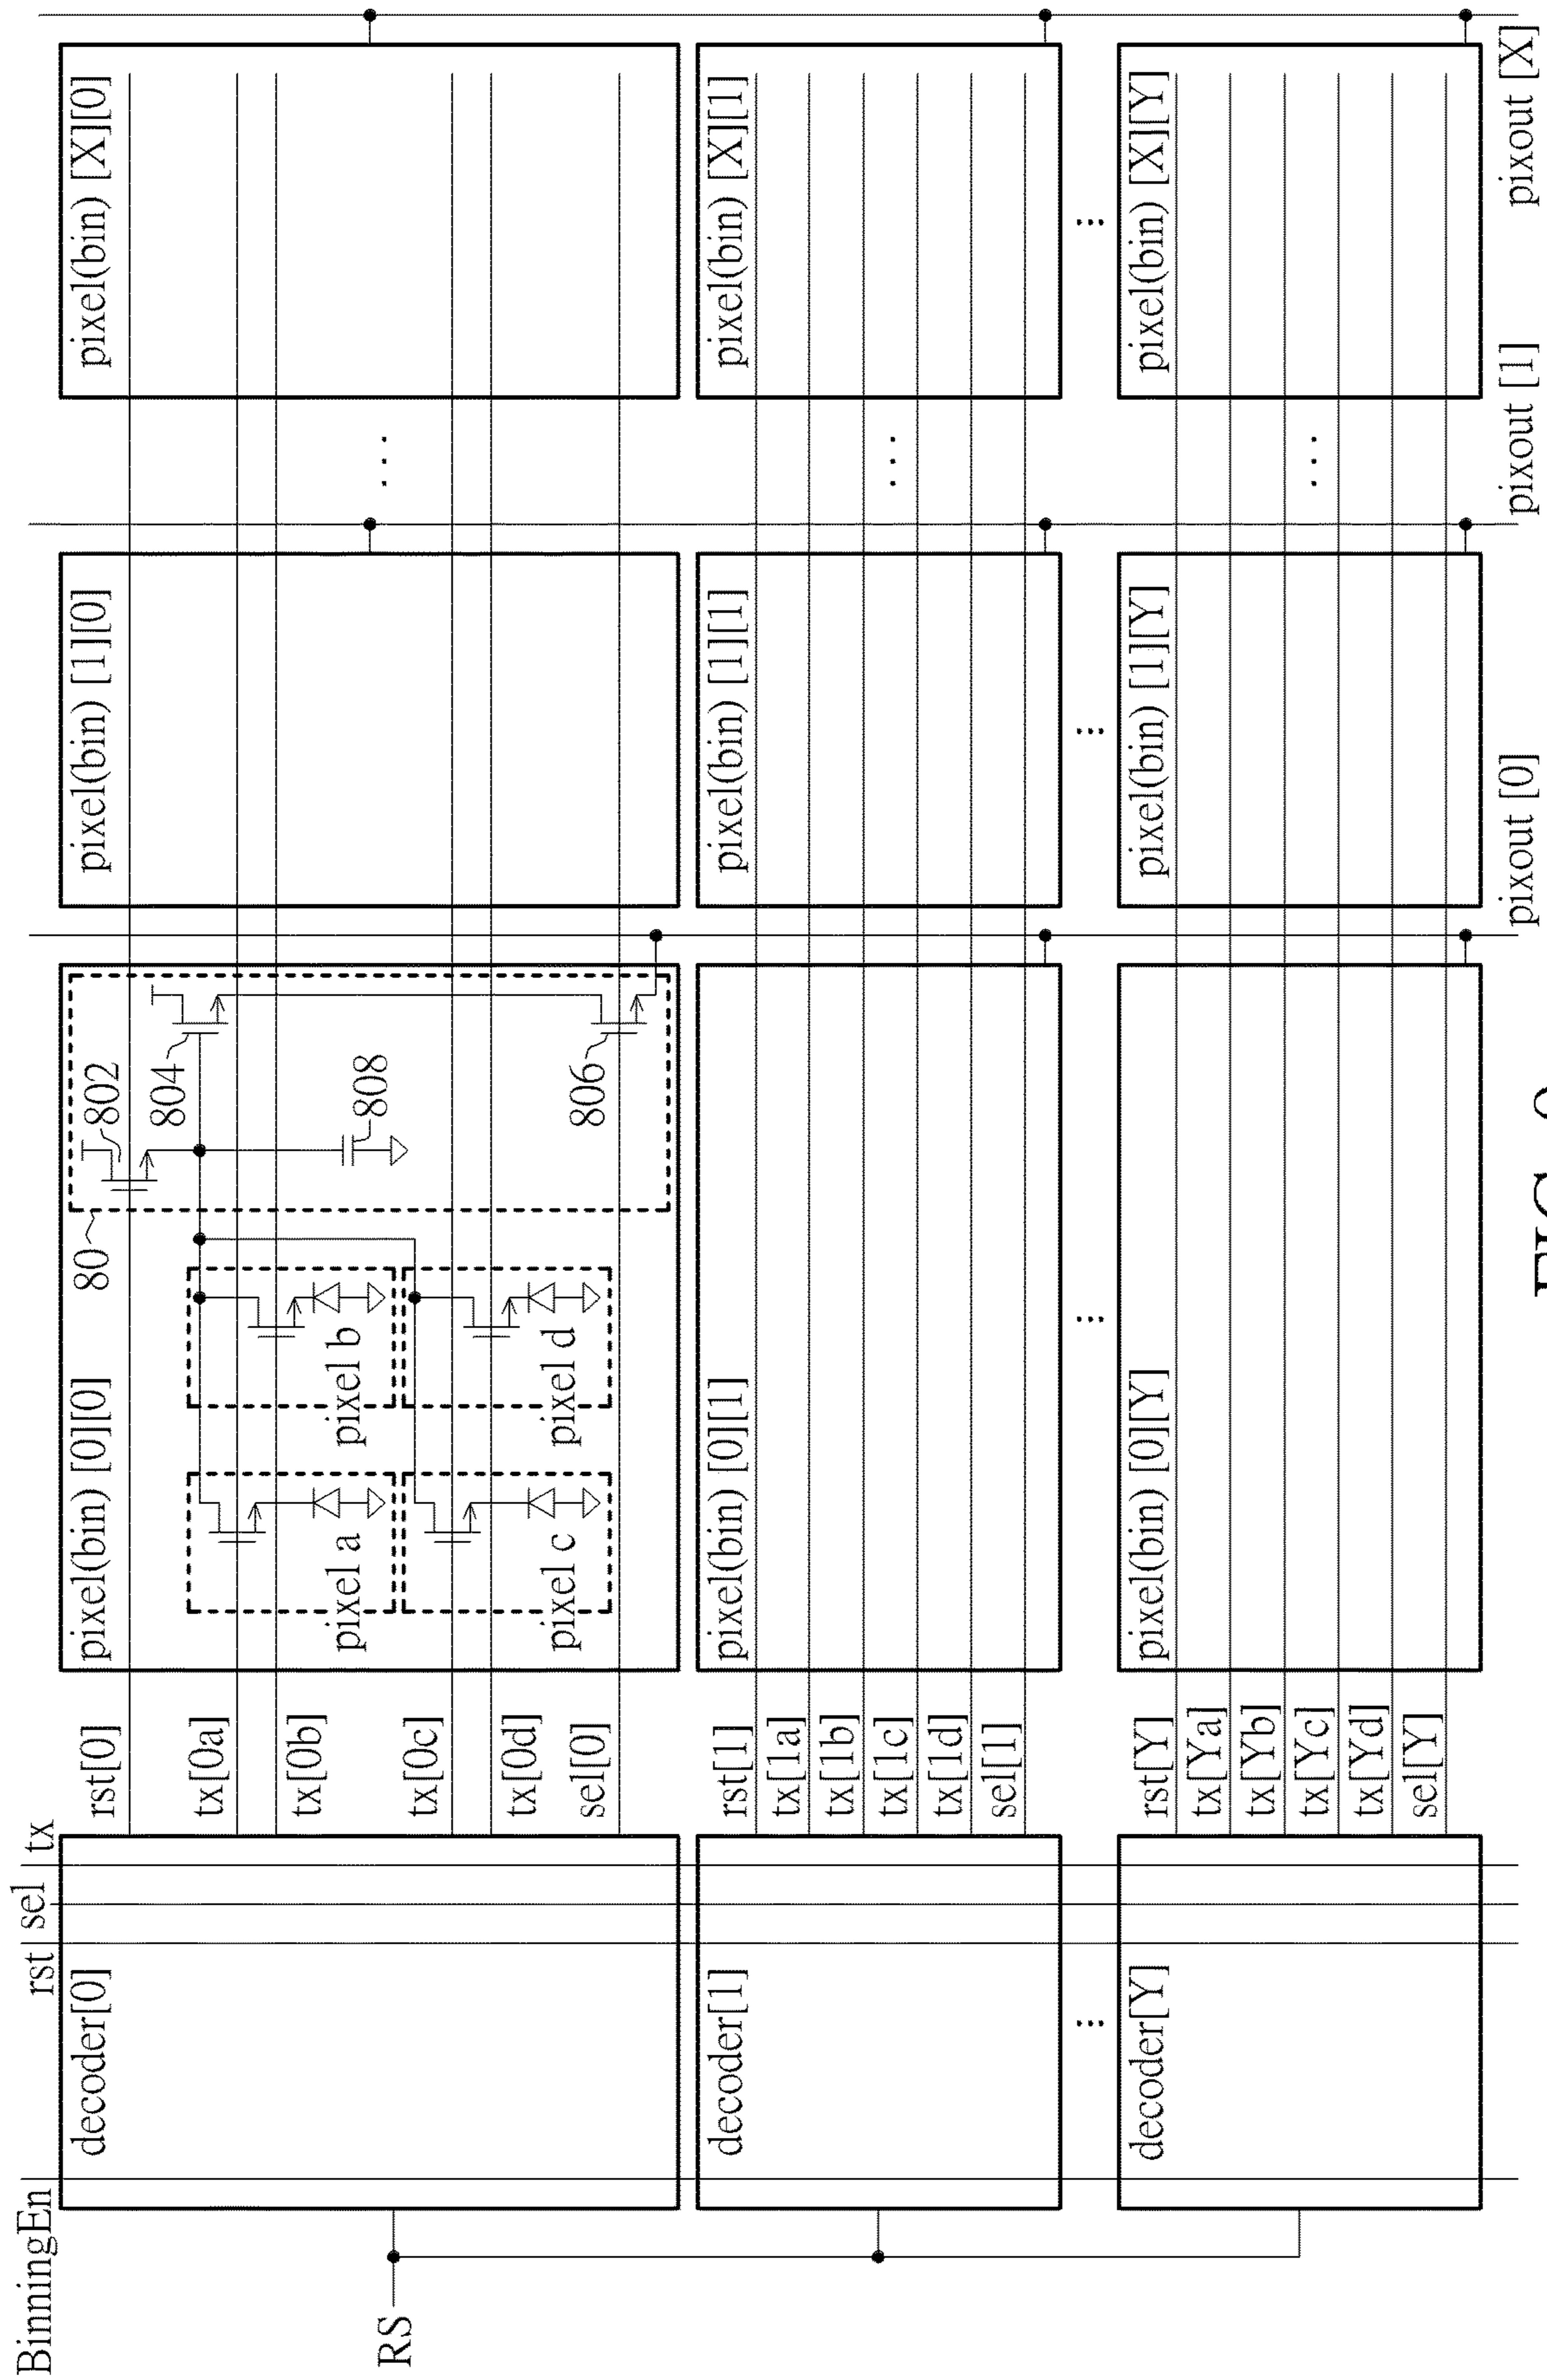 BinningEn
rst
sel
tx
RS
decoder[0]
rst[0]
tx[0a]
tx[0b]
tx[0c]
tx[0d]
sel[0]
pixel(bin) [0][0]
pixel a
pixel b
pixel c
pixel d
80
802
804
808
806
pixel(bin) [1][0]
pixel(bin) [X][0]
...
decoder[1]
rst[1]
tx[1a]
tx[1b]
tx[1c]
tx[1d]
sel[1]
pixel(bin) [0][1]
pixel(bin) [1][1]
pixel(bin) [X][1]
...
decoder[Y]
rst[Y]
tx[Ya]
tx[Yb]
tx[Yc]
tx[Yd]
sel[Y]
pixel(bin) [0][Y]
pixel(bin) [1][Y]
pixel(bin) [X][Y]
...
pixout [0]
pixout [1]
pixout [X]